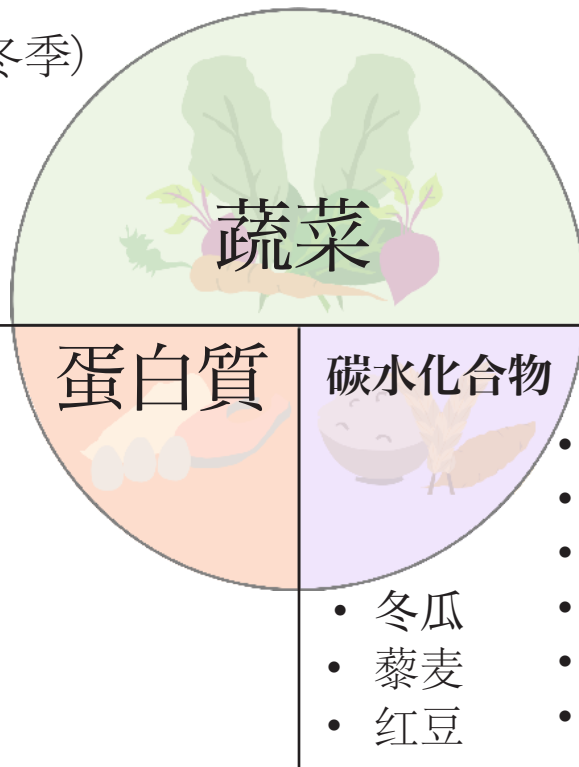 冬季)
蔬菜
蛋白質
碳水化合物
• 冬瓜
• 藜麦
• 红豆